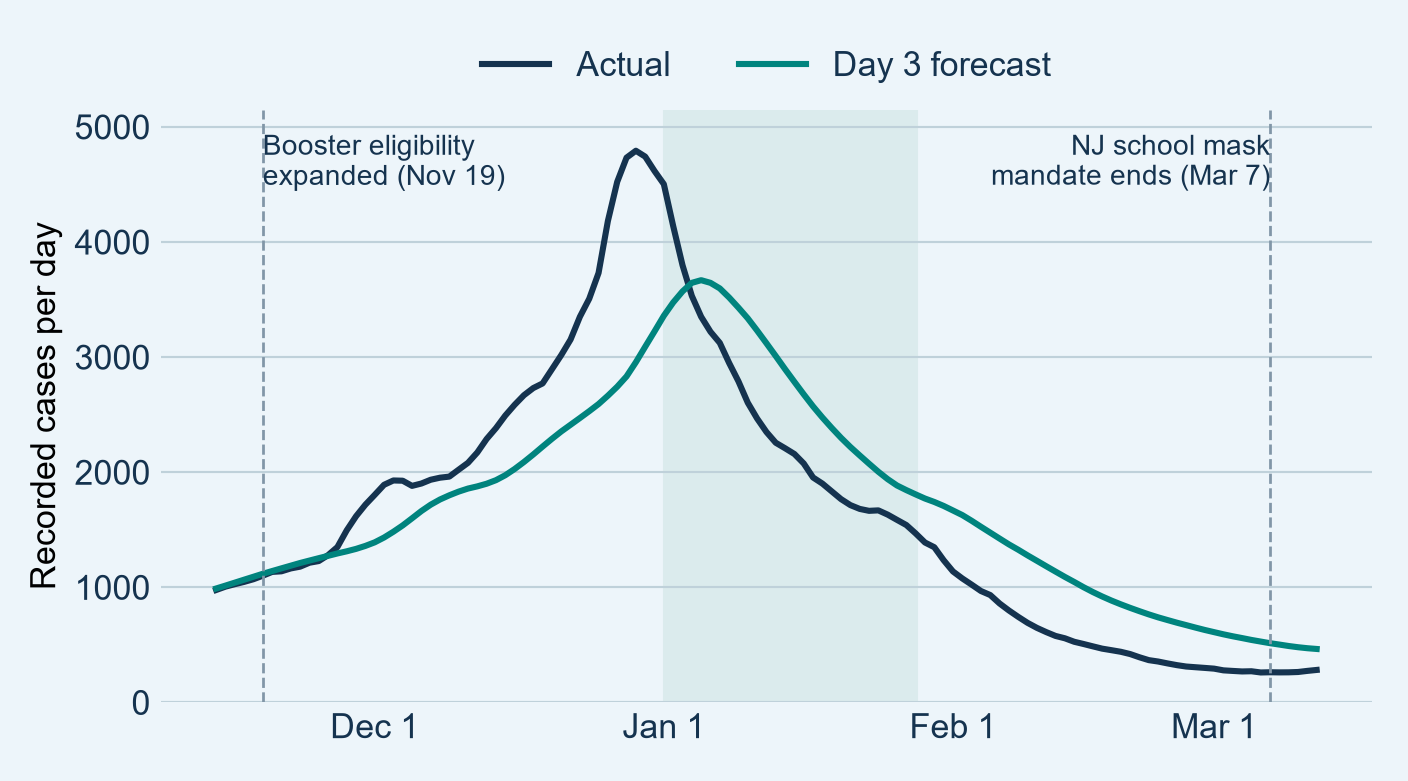 Actual
Day 3 forecast
Recorded cases per day
5000
4000
3000
2000
1000
0
Booster eligibility
expanded (Nov 19)
NJ school mask
mandate ends (Mar 7)
Dec 1
Jan 1
Feb 1
Mar 1